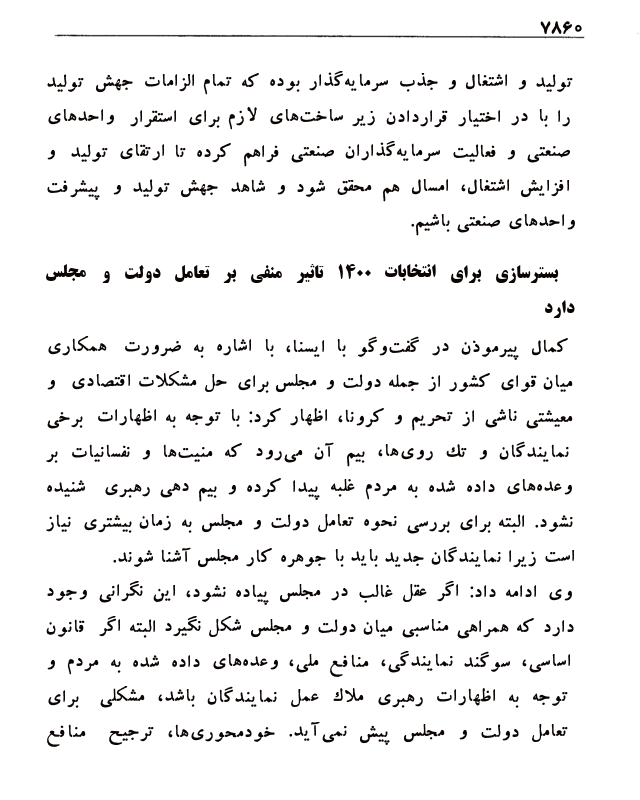 ۷۸۶۰
تولید و اشتغال و جذب سرمایه‌گذار بوده که تمام الزامات جهش تولید
را با در اختیار قراردادن زیر ساخت‌های لازم برای استقرار واحدهای
صنعتی و فعالیت سرمایه‌گذاران صنعتی فراهم کرده تا ارتقای تولید و
افزایش اشتغال، امسال هم محقق شود و شاهد جهش تولید و پیشرفت
واحدهای صنعتی باشیم.
بسترسازی برای انتخابات ۱۴۰۰ تاثیر منفی بر تعامل دولت و مجلس
دارد
کمال پیرموذن در گفت‌وگو با ایسنا، با اشاره به ضرورت همکاری
میان قوای کشور از جمله دولت و مجلس برای حل مشکلات اقتصادی و
معیشتی ناشی از تحریم و کرونا، اظهار کرد: با توجه به اظهارات برخی
نمایندگان و تك روی‌ها، بیم آن می‌رود که منیت‌ها و نفسانیات بر
وعده‌های داده شده به مردم غلبه پیدا کرده و بیم دهی رهبری شنیده
نشود. البته برای بررسی نحوه تعامل دولت و مجلس به زمان بیشتری نیاز
است زیرا نمایندگان جدید باید با جوهره کار مجلس آشنا شوند.
وی ادامه داد: اگر عقل غالب در مجلس پیاده نشود، این نگرانی وجود
دارد که همراهی مناسبی میان دولت و مجلس شکل نگیرد البته اگر قانون
اساسی، سوگند نمایندگی، منافع ملی، وعده‌های داده شده به مردم و
توجه به اظهارات رهبری ملاك عمل نمایندگان باشد، مشکلی برای
تعامل دولت و مجلس پیش نمی‌آید. خودمحوری‌ها، ترجیح منافع